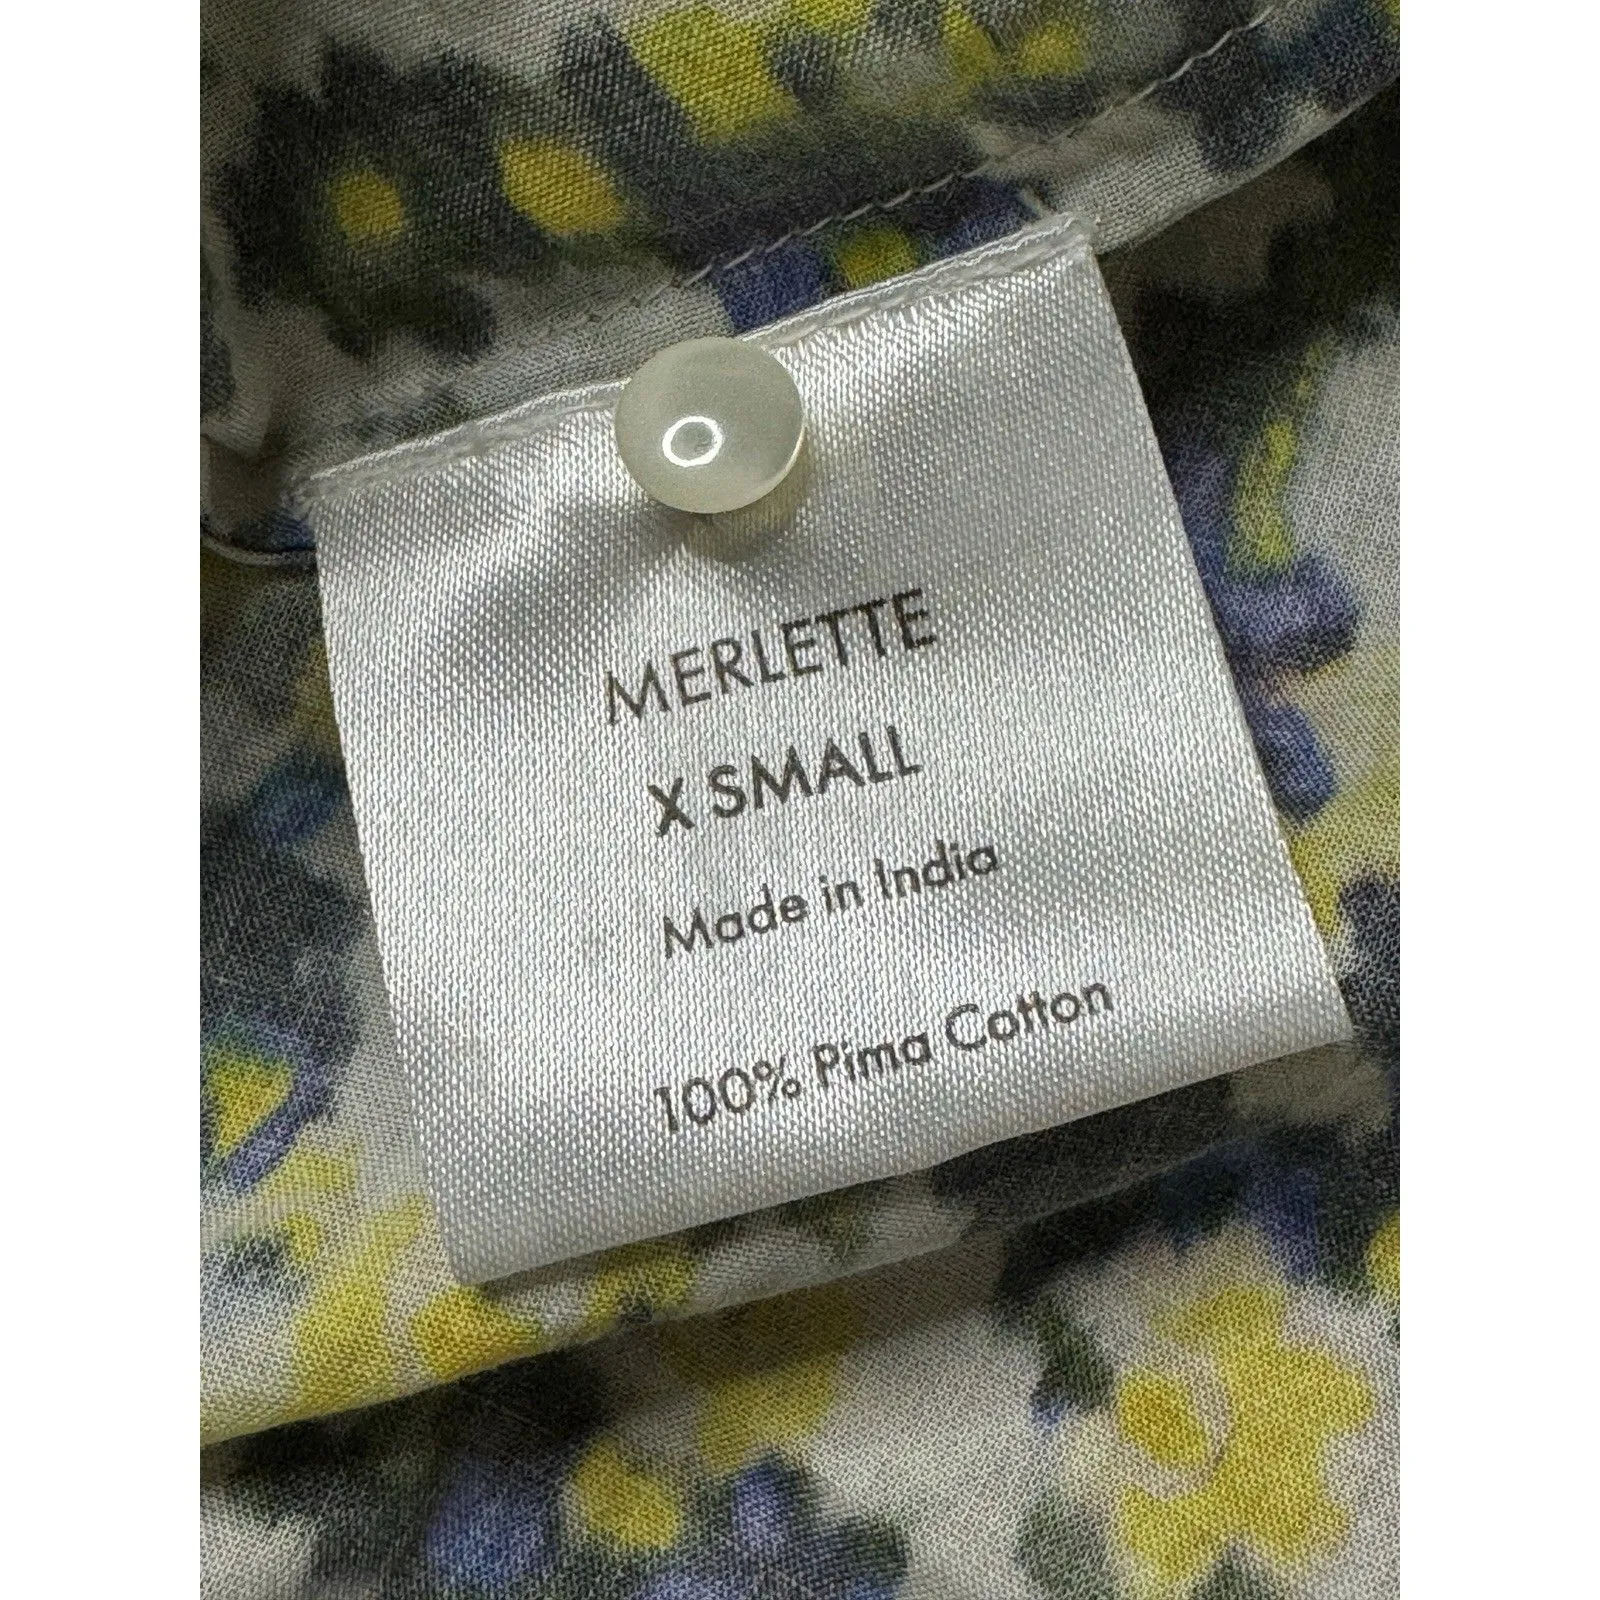 MERLETTE
X SMALL
Made in India
100% Pima Cotton